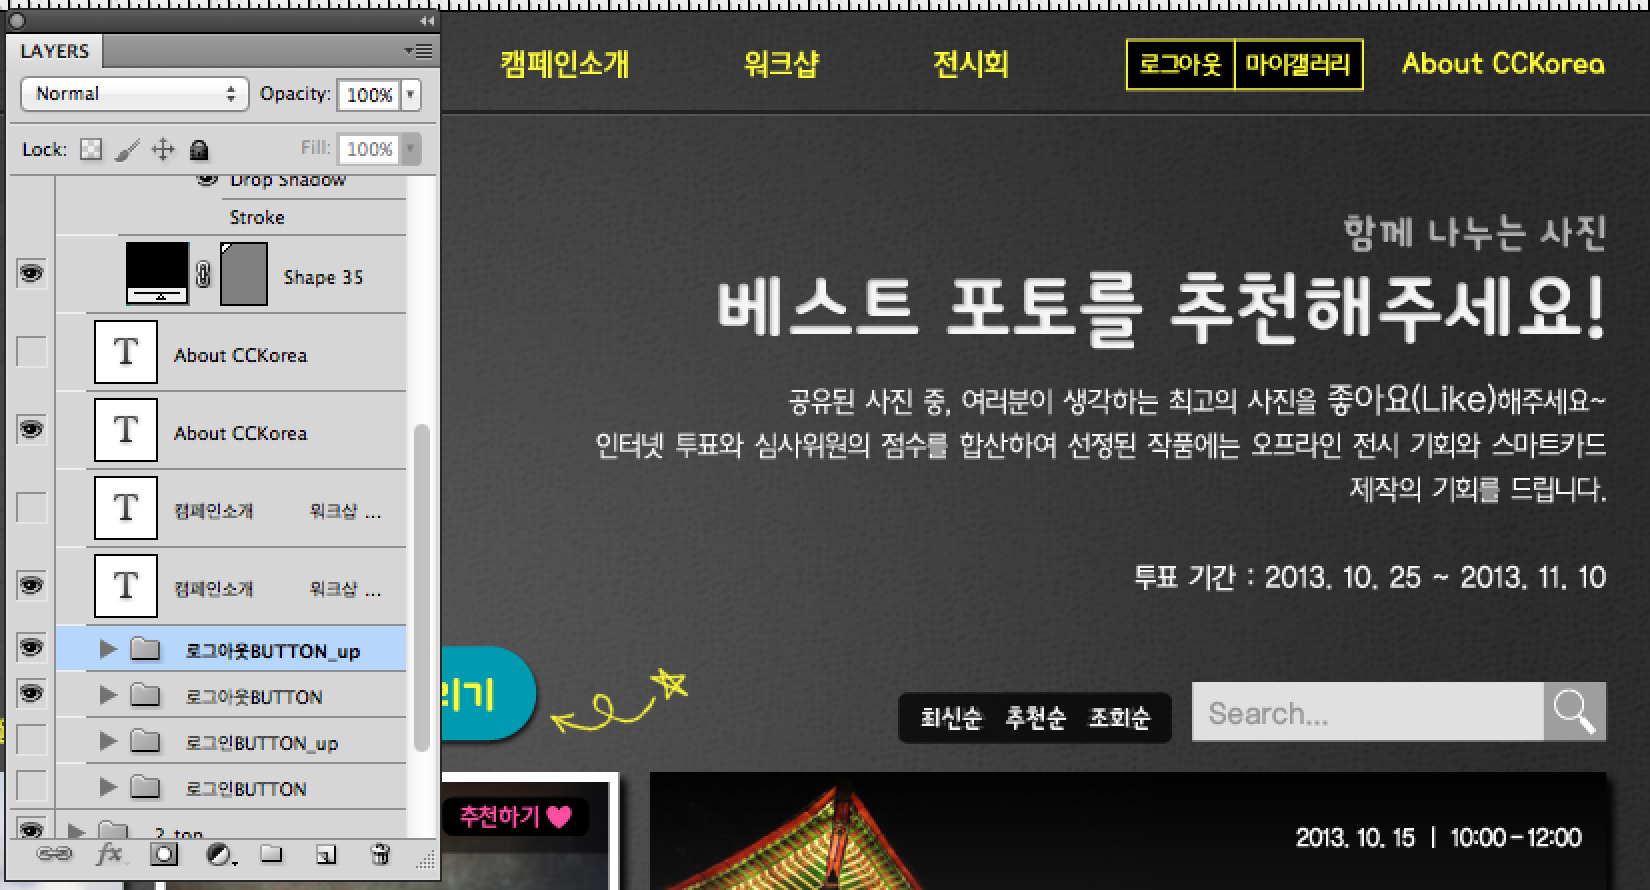 LAYERS
Normal
Opacity: 100%
Lock:
Fill: 100%
Drop Shadow
Stroke
Shape 35
T About CCKorea
T About CCKorea
T 캠페인소개 워크샵 ...
T 캠페인소개 워크샵 ...
로그아웃BUTTON_up
로그아웃BUTTON
로그인BUTTON_up
로그인BUTTON
2 top
fx
캠페인소개 워크샵 전시회 로그아웃 마이갤러리 About CCKorea
함께 나누는 사진
베스트 포토를 추천해주세요!
공유된 사진 중, 여러분이 생각하는 최고의 사진을 좋아요(Like)해주세요~
인터넷 투표와 심사위원의 점수를 합산하여 선정된 작품에는 오프라인 전시 기회와 스마트카드
제작의 기회를 드립니다.
투표 기간 : 2013. 10. 25 ~ 2013. 11. 10
최신순 추천순 조회순
Search...
추천하기
2013. 10. 15 | 10:00-12:00